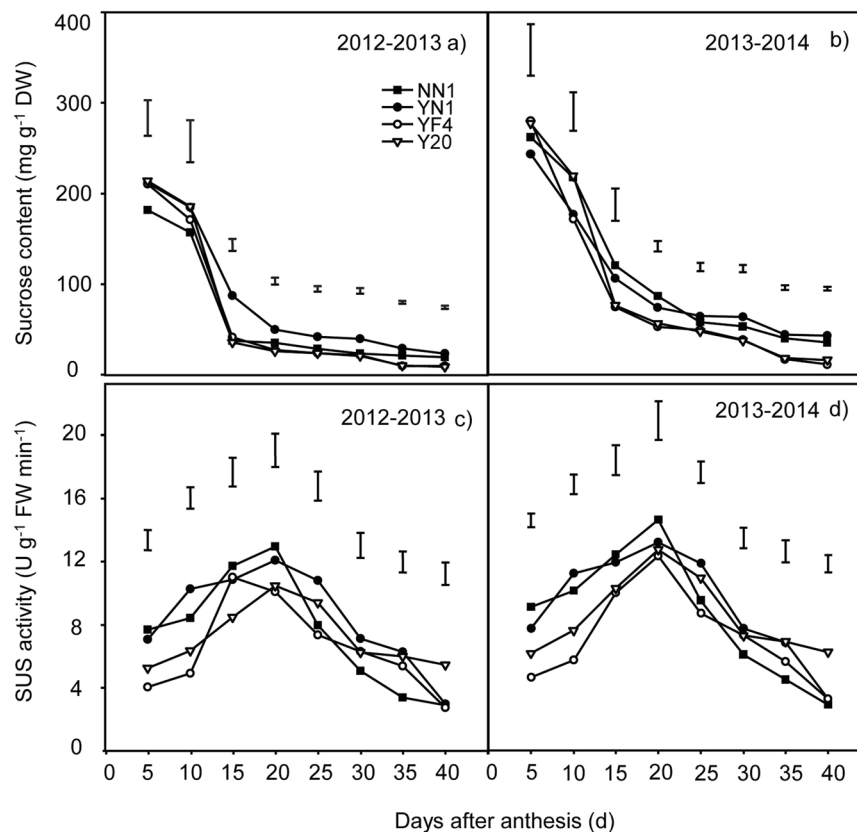 400
300
200
100
0
Sucrose content (mg g⁻¹ DW)
2012-2013 a)
NN1
YN1
YF4
Y20
2013-2014 b)
20
16
12
8
4
0
SUS activity (U g⁻¹ FW min⁻¹)
2012-2013 c)
2013-2014 d)
0 5 10 15 20 25 30 35 40 0 5 10 15 20 25 30 35 40
Days after anthesis (d)